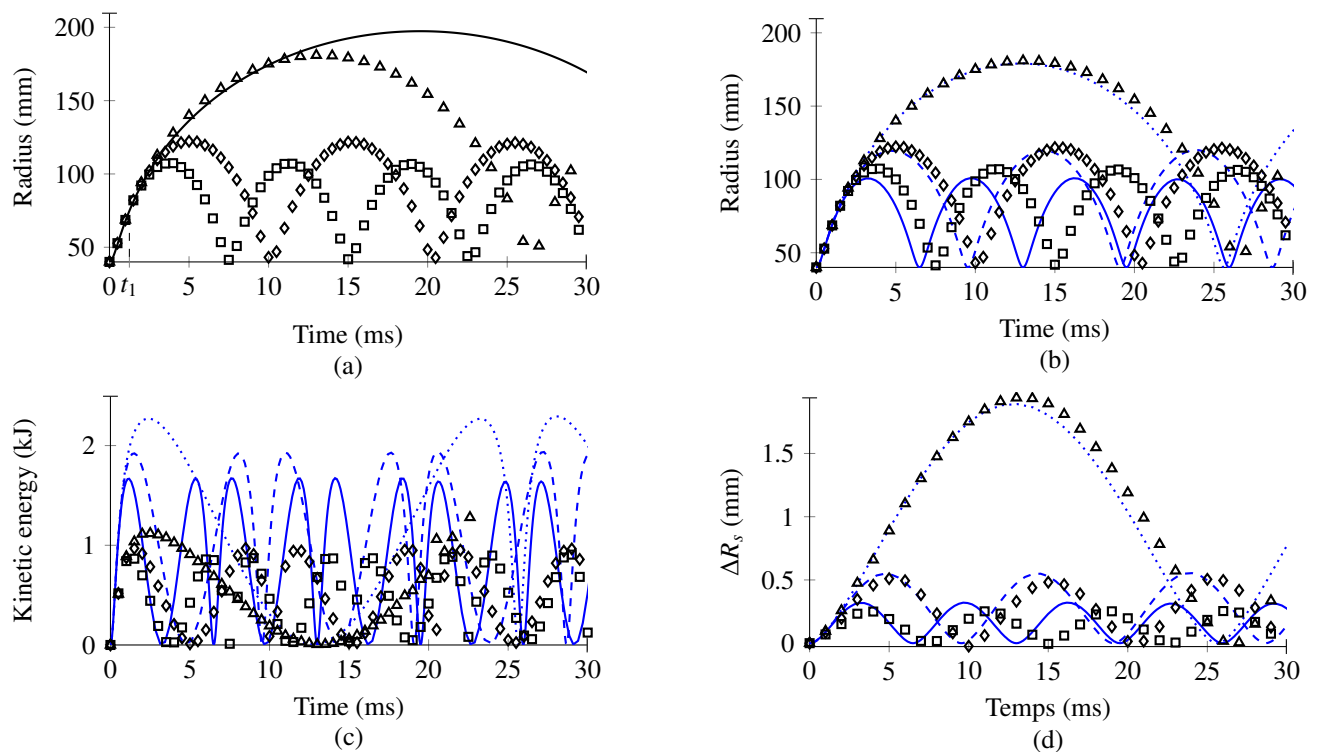 200
150
100
50
Radius (mm)
0 t1 5 10 15 20 25 30
Time (ms)
(a)
200
150
100
50
Radius (mm)
0 5 10 15 20 25 30
Time (ms)
(b)
2
1
0
Kinetic energy (kJ)
0 5 10 15 20 25 30
Time (ms)
(c)
1.5
1
0.5
0
ΔRs (mm)
0 5 10 15 20 25 30
Temps (ms)
(d)